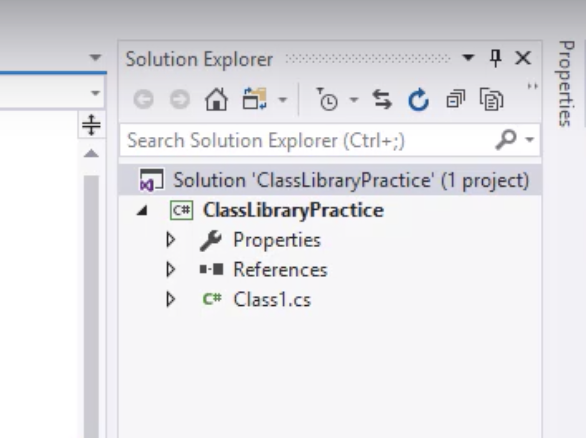 Solution Explorer
Search Solution Explorer (Ctrl+;)
Solution 'ClassLibraryPractice' (1 project)
C# ClassLibraryPractice
Properties
References
C# Class1.cs
Properties